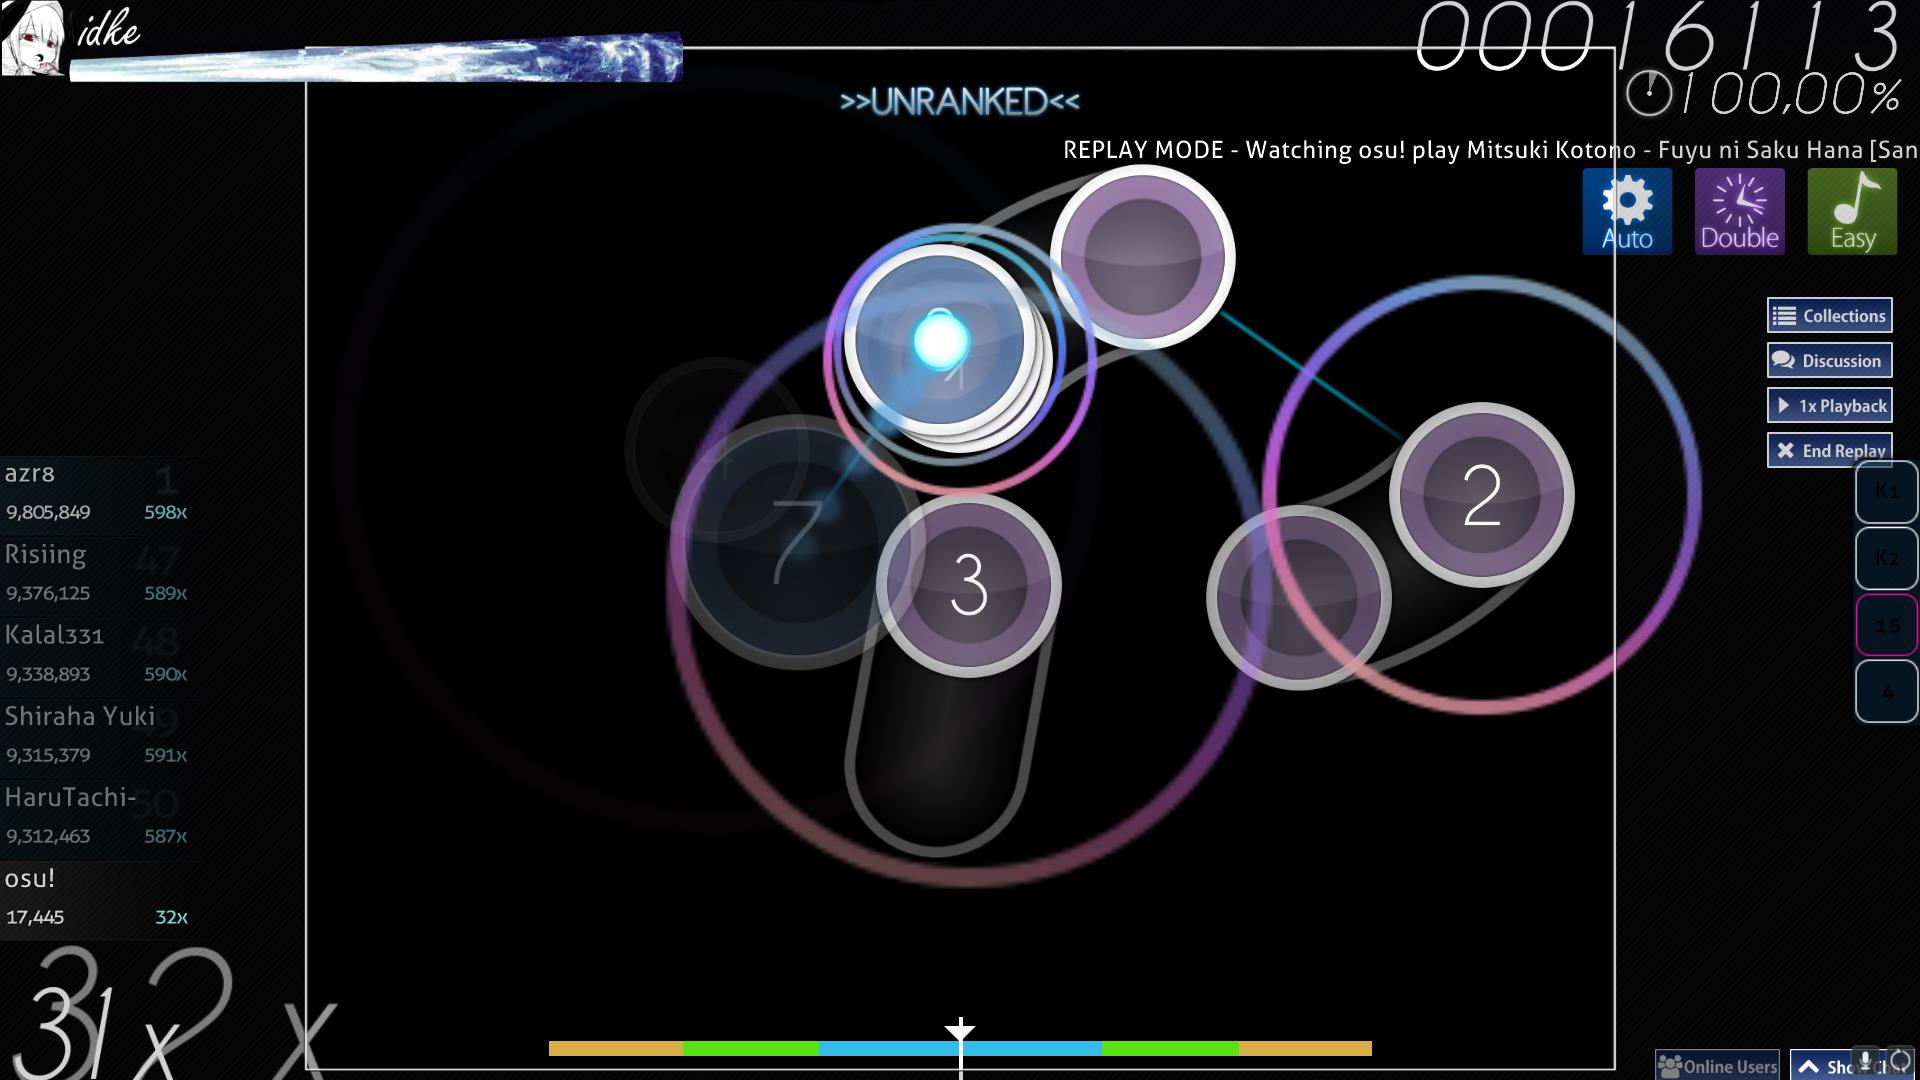 idke
00016113
100,00%
>>UNRANKED<<
REPLAY MODE - Watching osu! play Mitsuki Kotono - Fuyu ni Saku Hana [San
Auto
Double
Easy
Collections
Discussion
1x Playback
End Replay
azr8 1
9,805,849 598x
Risiing 47
9,376,125 589x
Kalal331 48
9,338,893 590x
Shiraha Yuki 49
9,315,379 591x
HaruTachi- 50
9,312,463 587x
osu!
17,445 32x
7
3
2
K1
K2
15
4
31x
32x
Online Users